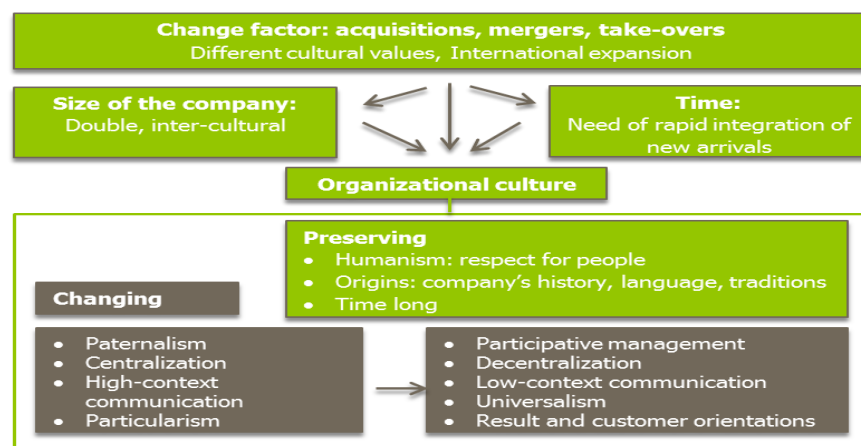 Change factor: acquisitions, mergers, take-overs
Different cultural values, International expansion
Size of the company:
Double, inter-cultural
Time:
Need of rapid integration of
new arrivals
Organizational culture
Preserving
• Humanism: respect for people
• Origins: company's history, language, traditions
• Time long
Changing
• Paternalism
• Centralization
• High-context
communication
• Particularism
• Participative management
• Decentralization
• Low-context communication
• Universalism
• Result and customer orientations